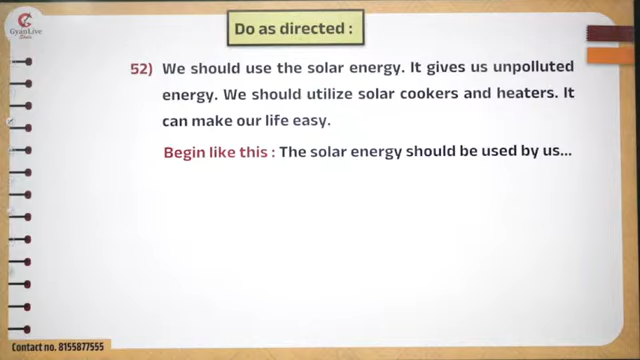 GyanLive
Do as directed :
52) We should use the solar energy. It gives us unpolluted
energy. We should utilize solar cookers and heaters. It
can make our life easy.
Begin like this : The solar energy should be used by us...
Contact no. 8155877555